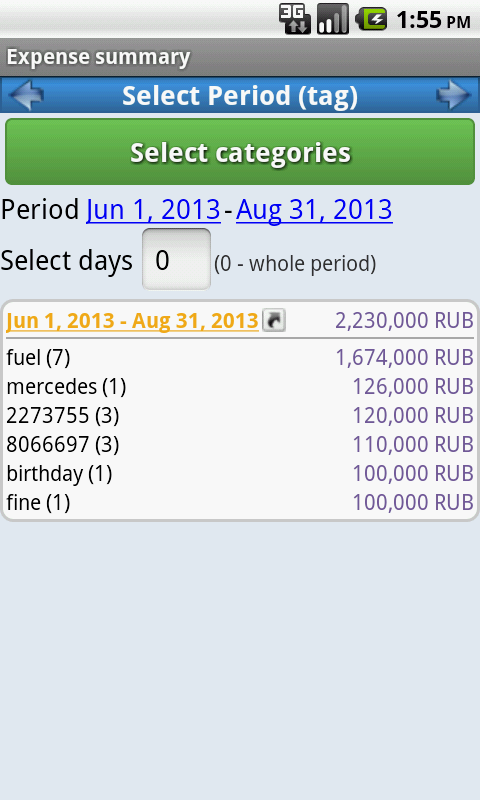 3G 1:55 PM
Expense summary
Select Period (tag)
Select categories
Period Jun 1, 2013 - Aug 31, 2013
Select days 0 (0 - whole period)
Jun 1, 2013 - Aug 31, 2013 2,230,000 RUB
fuel (7) 1,674,000 RUB
mercedes (1) 126,000 RUB
2273755 (3) 120,000 RUB
8066697 (3) 110,000 RUB
birthday (1) 100,000 RUB
fine (1) 100,000 RUB